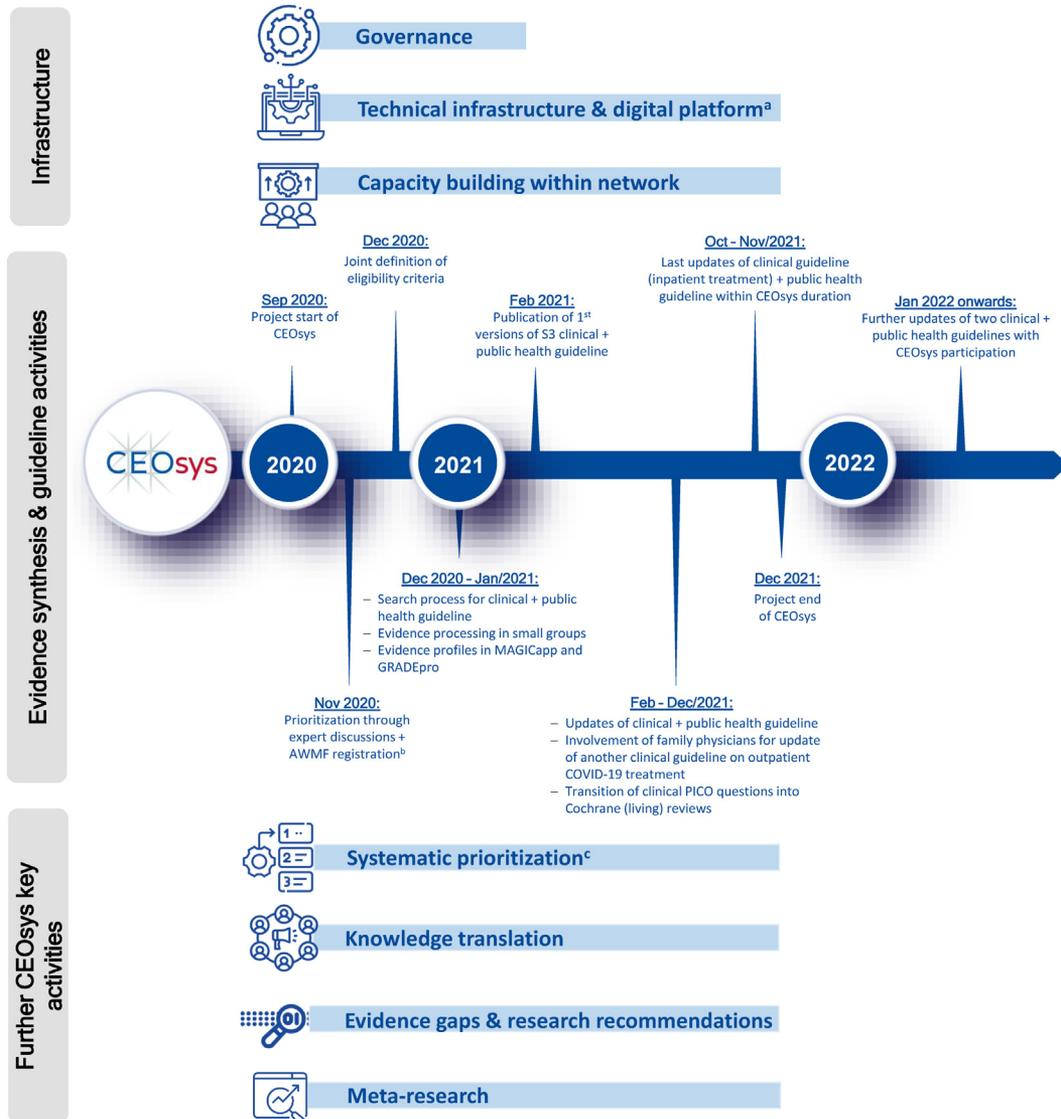 Infrastructure
Governance
Technical infrastructure & digital platformᵃ
Capacity building within network
Evidence synthesis & guideline activities
Dec 2020:
Joint definition of
eligibility criteria
Oct - Nov/2021:
Last updates of clinical guideline
(inpatient treatment) + public health
guideline within CEOsys duration
Sep 2020:
Project start of
CEOsys
Feb 2021:
Publication of 1ˢᵗ
versions of S3 clinical +
public health guideline
Jan 2022 onwards:
Further updates of two clinical +
public health guidelines with
CEOsys participation
CEOsys
2020
2021
2022
Dec 2020 - Jan/2021:
– Search process for clinical + public
health guideline
– Evidence processing in small groups
– Evidence profiles in MAGICapp and
GRADEpro
Dec 2021:
Project end
of CEOsys
Nov 2020:
Prioritization through
expert discussions +
AWMF registrationᵇ
Feb - Dec/2021:
– Updates of clinical + public health guideline
– Involvement of family physicians for update
of another clinical guideline on outpatient
COVID-19 treatment
– Transition of clinical PICO questions into
Cochrane (living) reviews
Further CEOsys key
activities
1
2
3
Systematic prioritizationᶜ
Knowledge translation
01
Evidence gaps & research recommendations
Meta-research